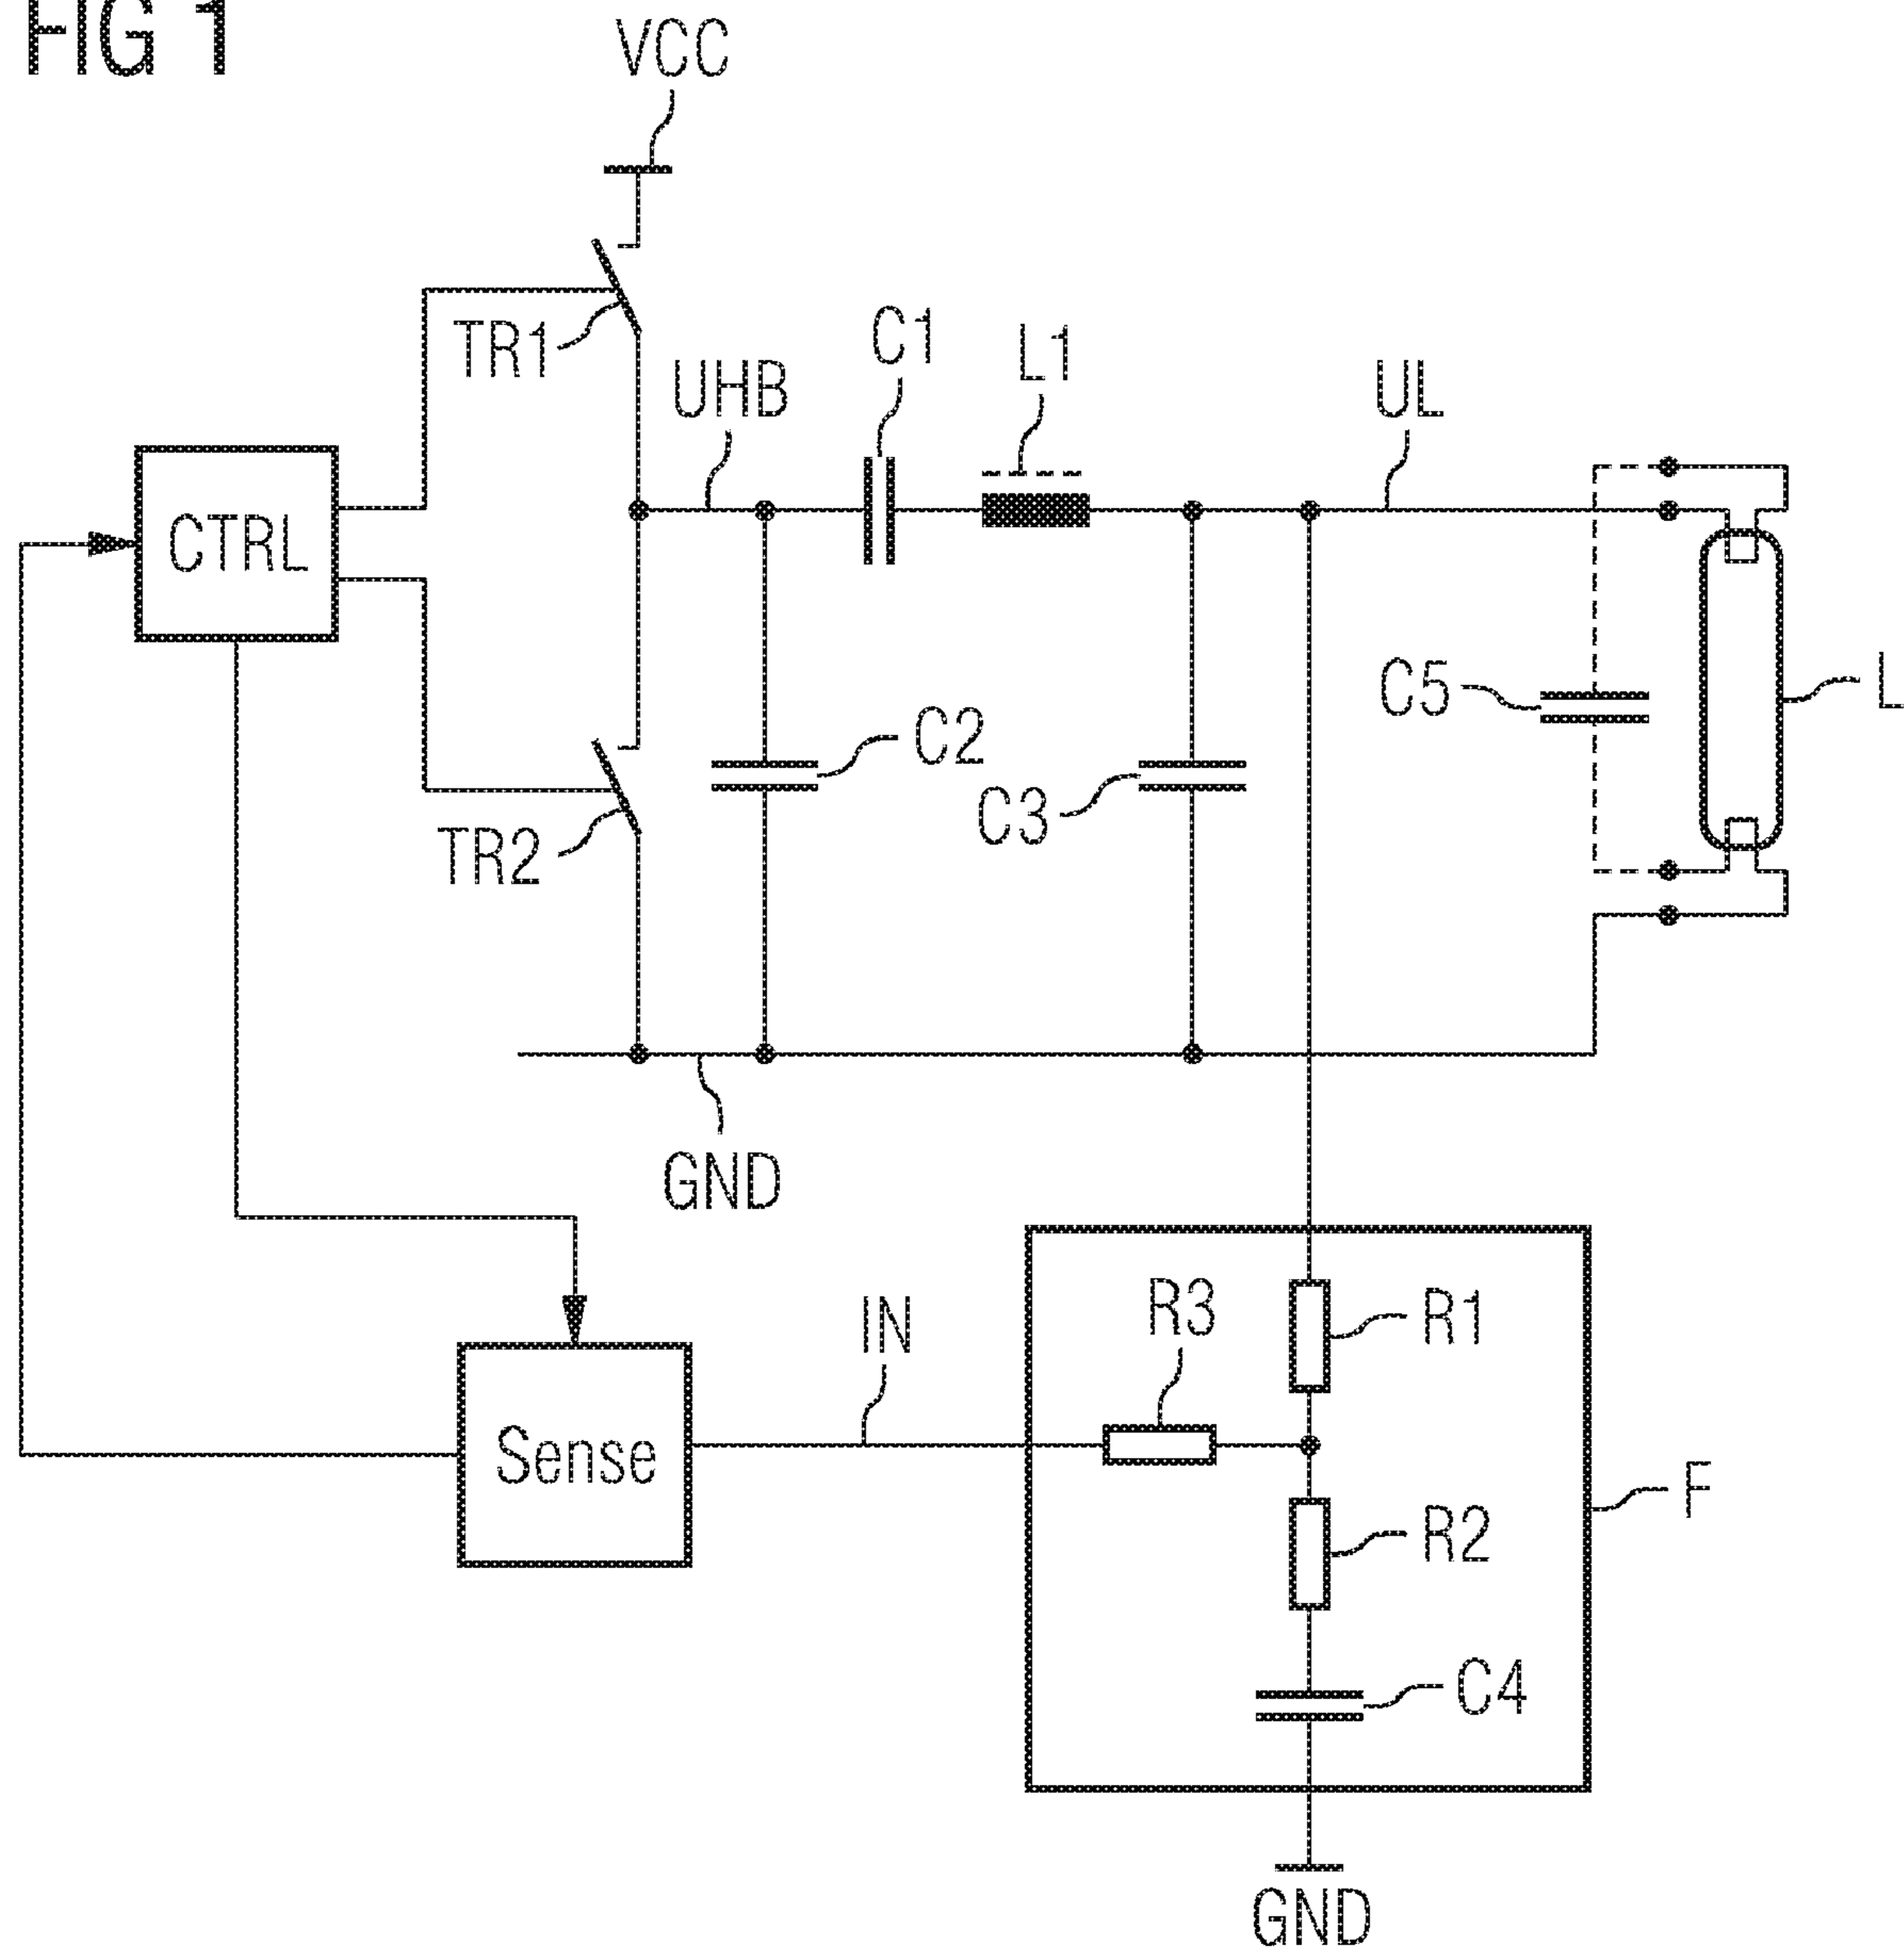 FIG 1
VCC
TR1
UHB
C1
L1
UL
CTRL
C5
L
C2
C3
TR2
GND
IN
R3
R1
Sense
F
R2
C4
GND